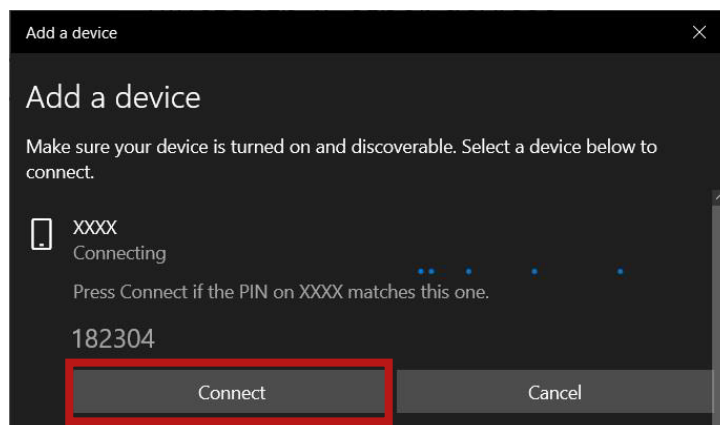 Add a device
Add a device
Make sure your device is turned on and discoverable. Select a device below to
connect.
XXXX
Connecting
Press Connect if the PIN on XXXX matches this one.
182304
Connect
Cancel